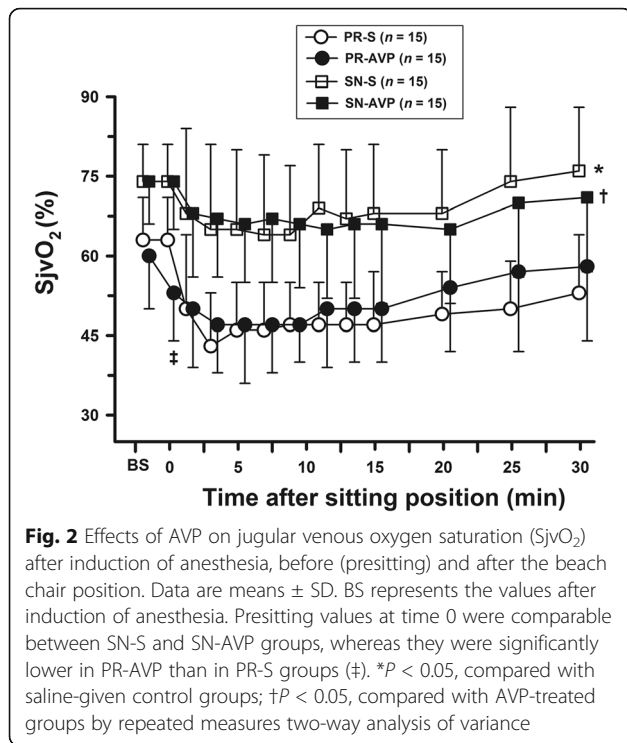 PR-S (n = 15)
PR-AVP (n = 15)
SN-S (n = 15)
SN-AVP (n = 15)
90
75
60
45
30
SjvO2 (%)
*
†
‡
BS 0 5 10 15 20 25 30
Time after sitting position (min)
Fig. 2 Effects of AVP on jugular venous oxygen saturation (SjvO2)
after induction of anesthesia, before (presitting) and after the beach
chair position. Data are means ± SD. BS represents the values after
induction of anesthesia. Presitting values at time 0 were comparable
between SN-S and SN-AVP groups, whereas they were significantly
lower in PR-AVP than in PR-S groups (‡). *P < 0.05, compared with
saline-given control groups; †P < 0.05, compared with AVP-treated
groups by repeated measures two-way analysis of variance